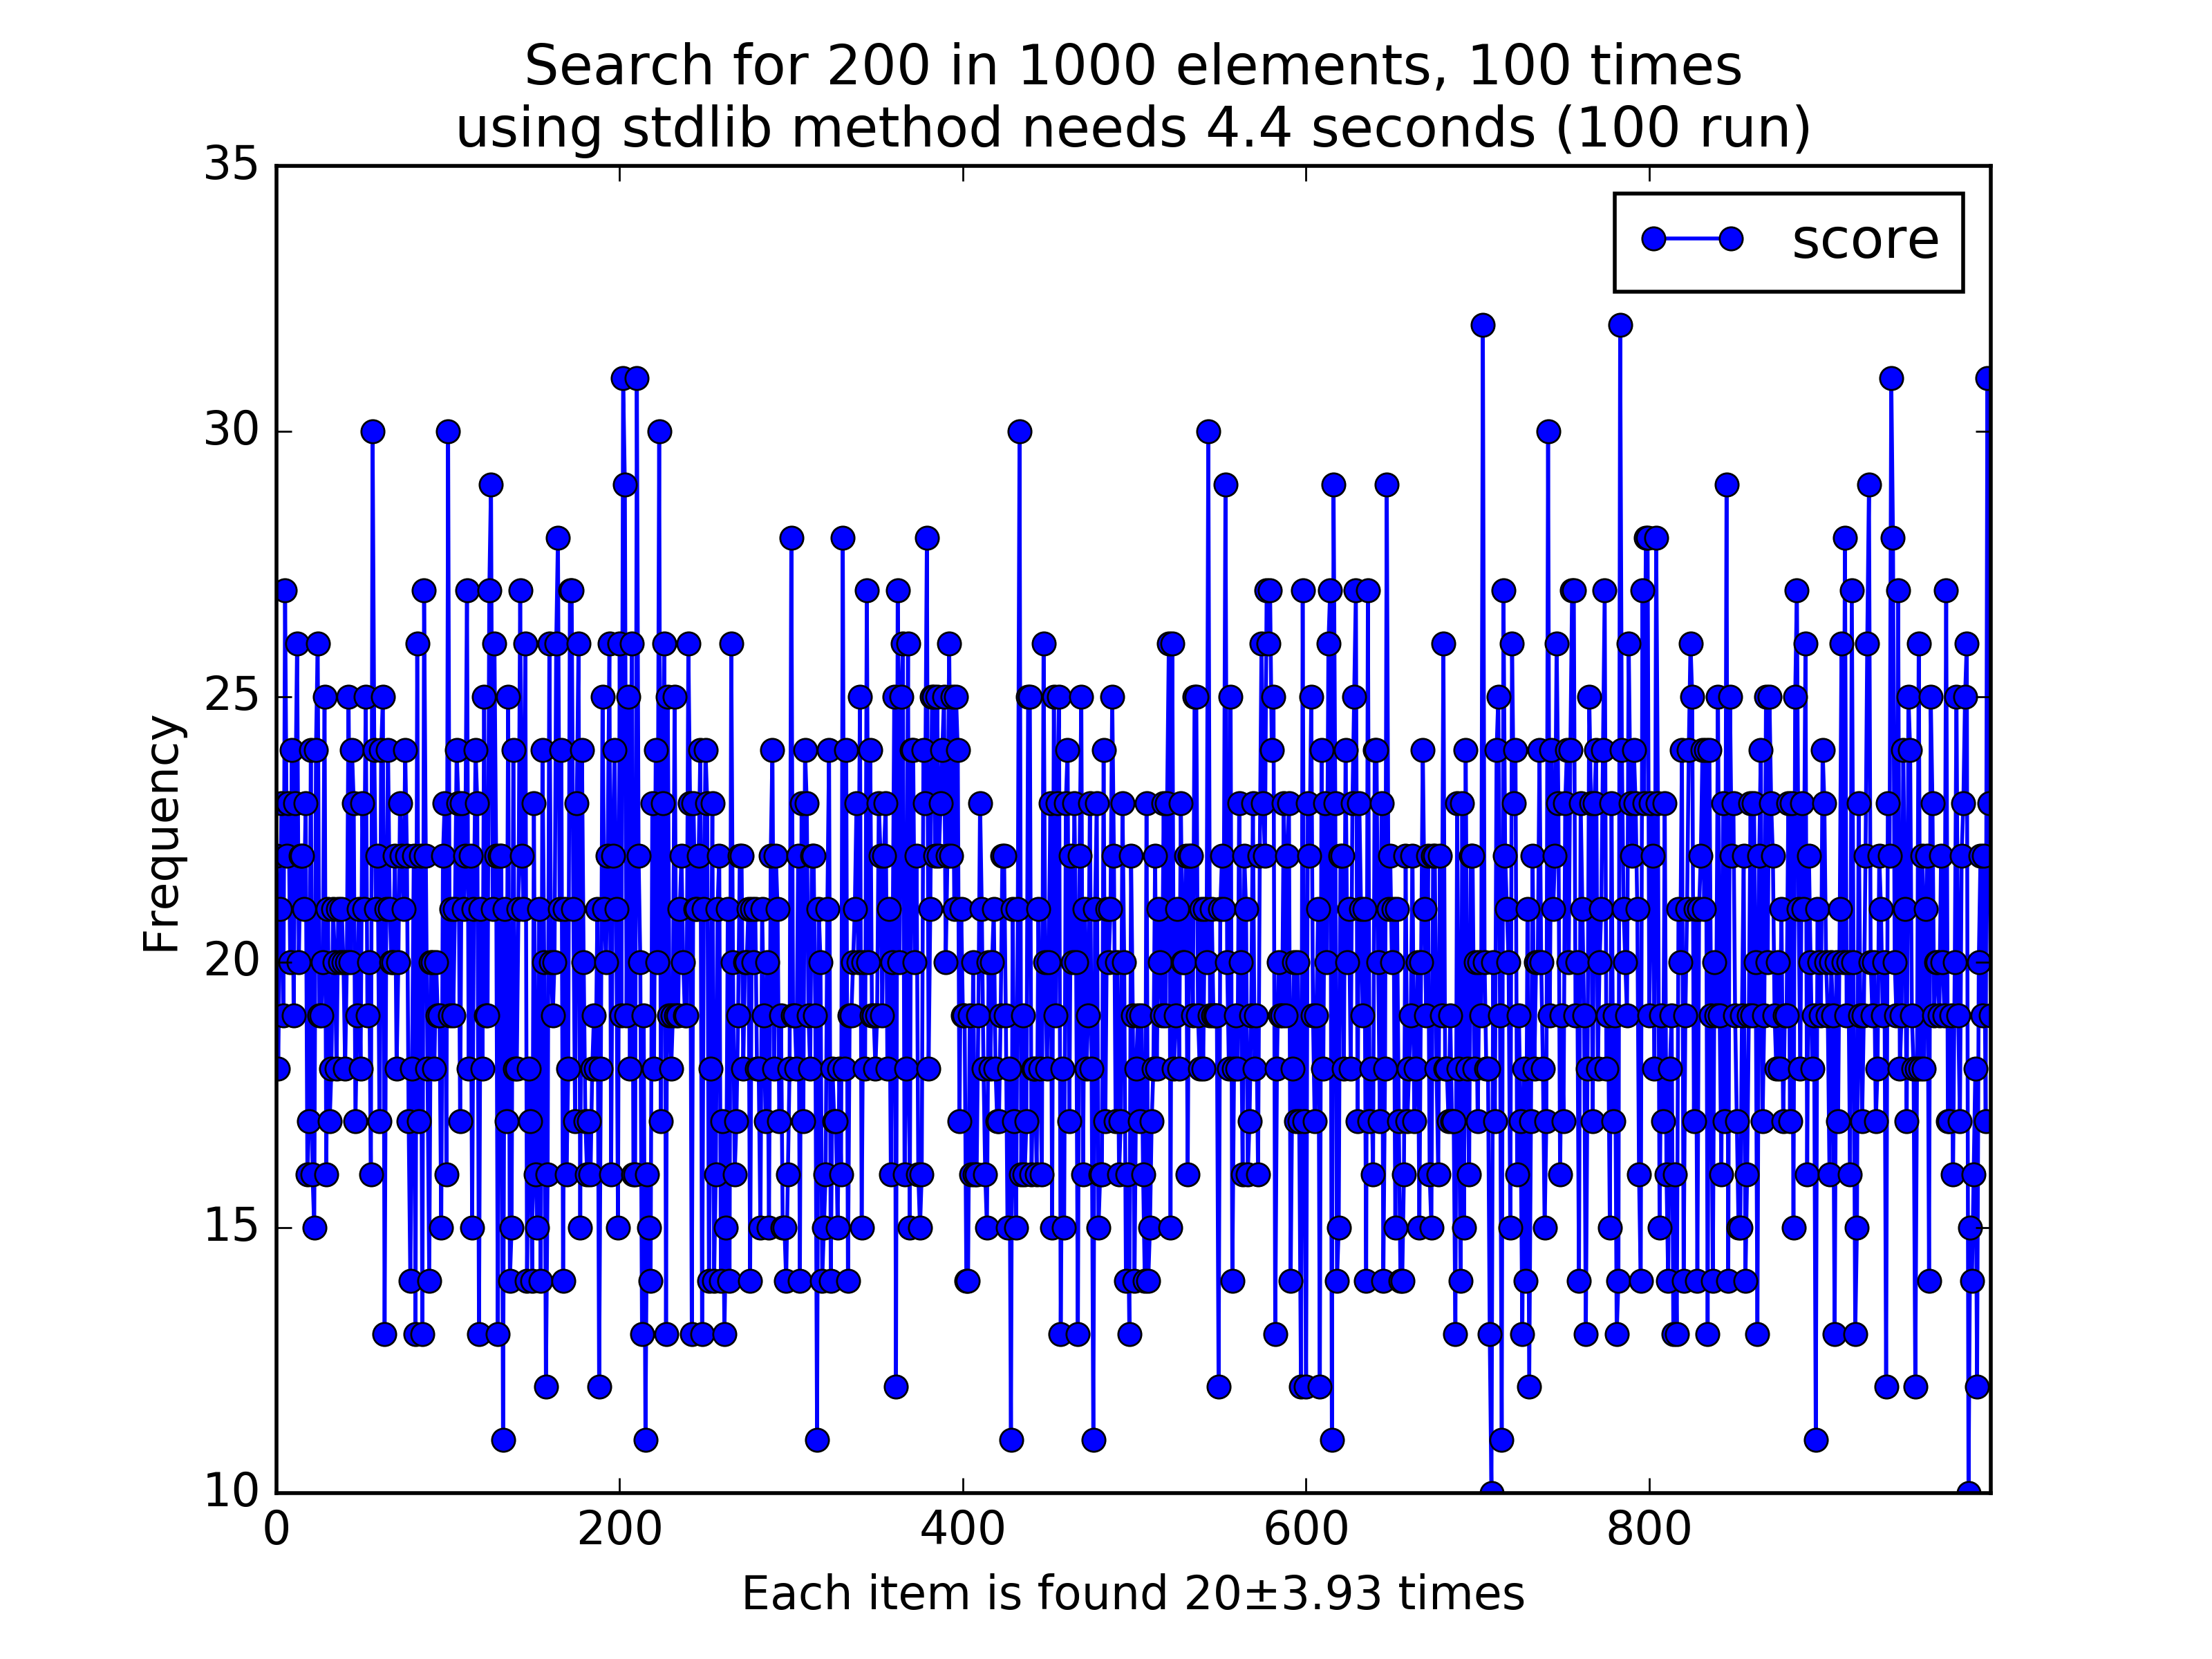 Search for 200 in 1000 elements, 100 times
using stdlib method needs 4.4 seconds (100 run)
35
score
30
25
Frequency
20
15
10
0 200 400 600 800
Each item is found 20±3.93 times